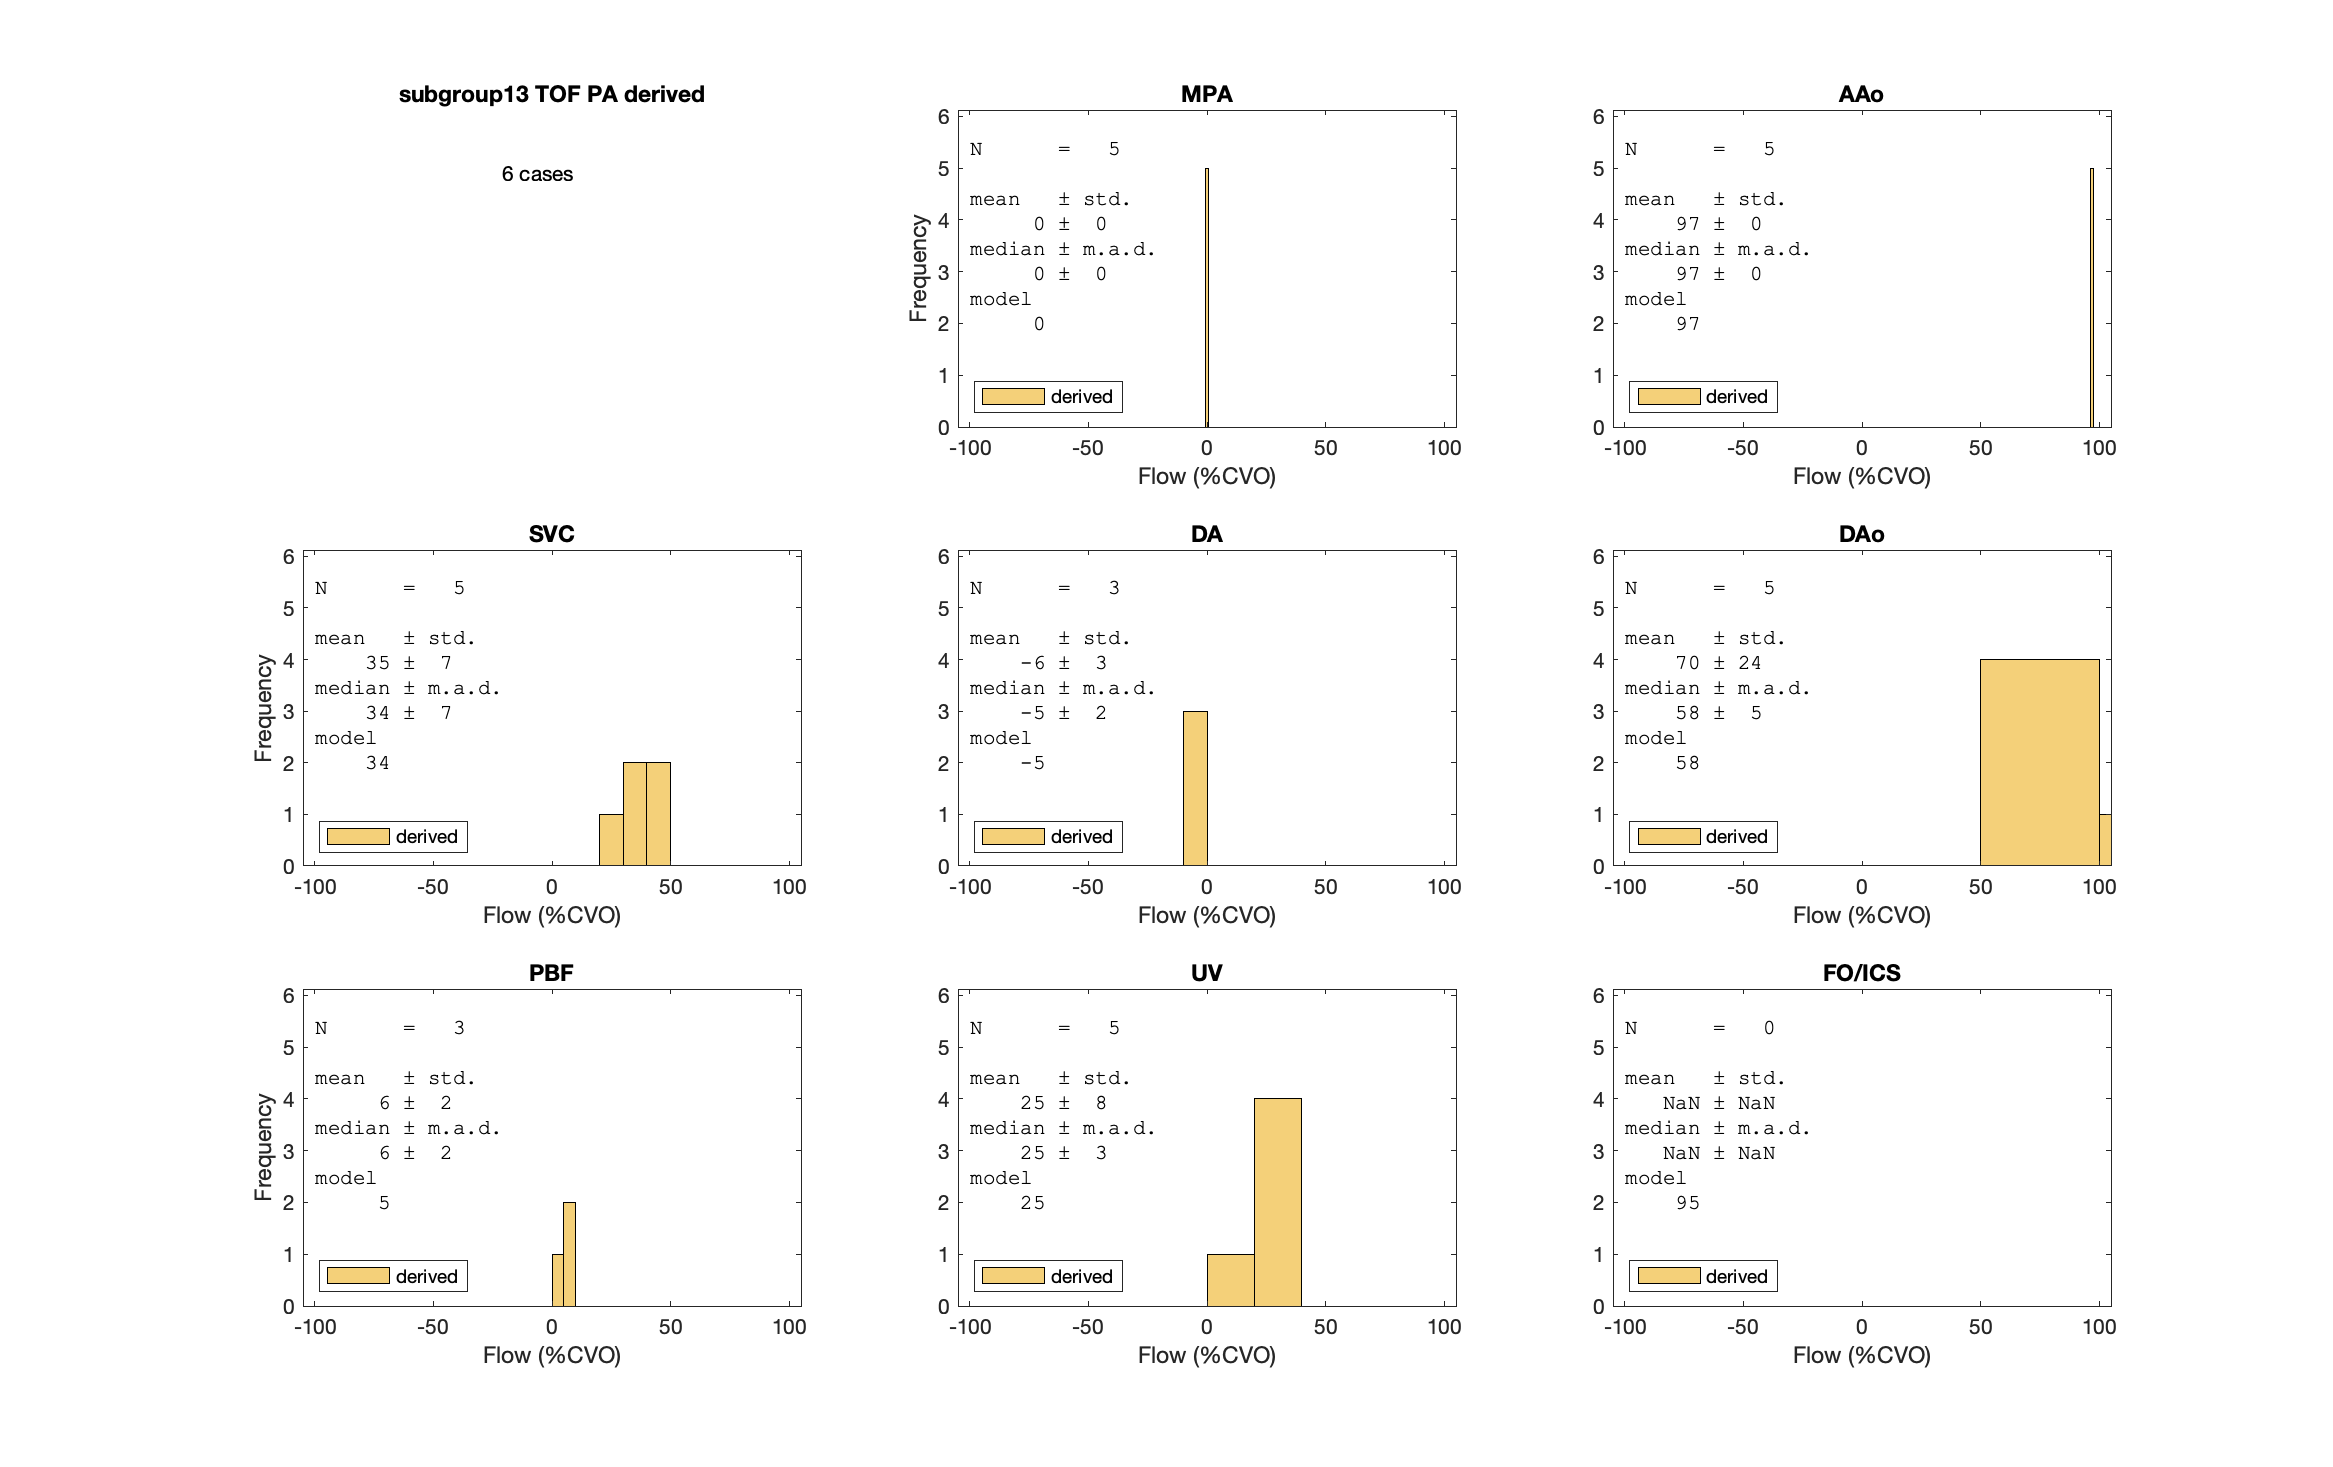 subgroup13 TOF PA derived
6 cases
MPA
6
5
4
3
2
1
0
Frequency
N = 5
mean ± std.
0 ± 0
median ± m.a.d.
0 ± 0
model
0
derived
-100 -50 0 50 100
Flow (%CVO)
AAo
6
5
4
3
2
1
0
N = 5
mean ± std.
97 ± 0
median ± m.a.d.
97 ± 0
model
97
derived
-100 -50 0 50 100
Flow (%CVO)
SVC
6
5
4
3
2
1
0
Frequency
N = 5
mean ± std.
35 ± 7
median ± m.a.d.
34 ± 7
model
34
derived
-100 -50 0 50 100
Flow (%CVO)
DA
6
5
4
3
2
1
0
N = 3
mean ± std.
-6 ± 3
median ± m.a.d.
-5 ± 2
model
-5
derived
-100 -50 0 50 100
Flow (%CVO)
DAo
6
5
4
3
2
1
0
N = 5
mean ± std.
70 ± 24
median ± m.a.d.
58 ± 5
model
58
derived
-100 -50 0 50 100
Flow (%CVO)
PBF
6
5
4
3
2
1
0
Frequency
N = 3
mean ± std.
6 ± 2
median ± m.a.d.
6 ± 2
model
5
derived
-100 -50 0 50 100
Flow (%CVO)
UV
6
5
4
3
2
1
0
N = 5
mean ± std.
25 ± 8
median ± m.a.d.
25 ± 3
model
25
derived
-100 -50 0 50 100
Flow (%CVO)
FO/ICS
6
5
4
3
2
1
0
N = 0
mean ± std.
NaN ± NaN
median ± m.a.d.
NaN ± NaN
model
95
derived
-100 -50 0 50 100
Flow (%CVO)